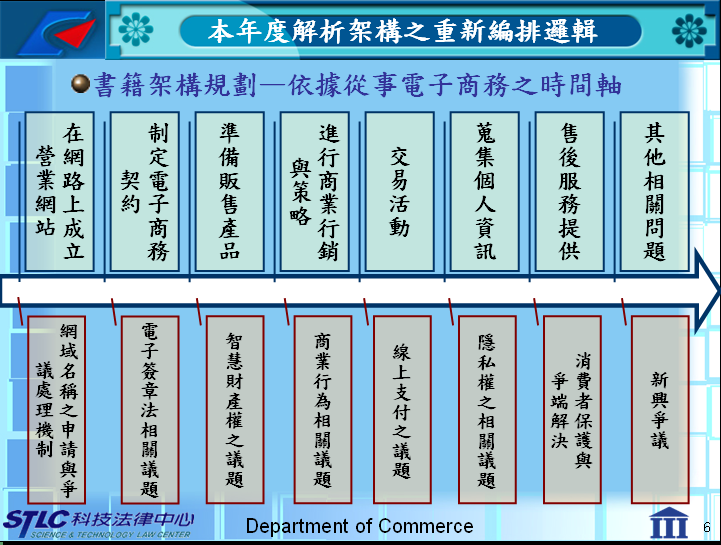 本年度解析架構之重新編排邏輯
書籍架構規劃—依據從事電子商務之時間軸
在網路上成立
營業網站
制定電子商務
契約
準備販售產品
進行商業行銷
與策略
交易活動
蒐集個人資訊
售後服務提供
其他相關問題
網域名稱之申請與爭
議處理機制
電子簽章法相關議題
智慧財產權之議題
商業行為相關議題
線上支付之議題
隱私權之相關議題
消費者保護與
爭端解決
新興爭議
STLC 科技法律中心
SCIENCE & TECHNOLOGY LAW CENTER
Department of Commerce
6